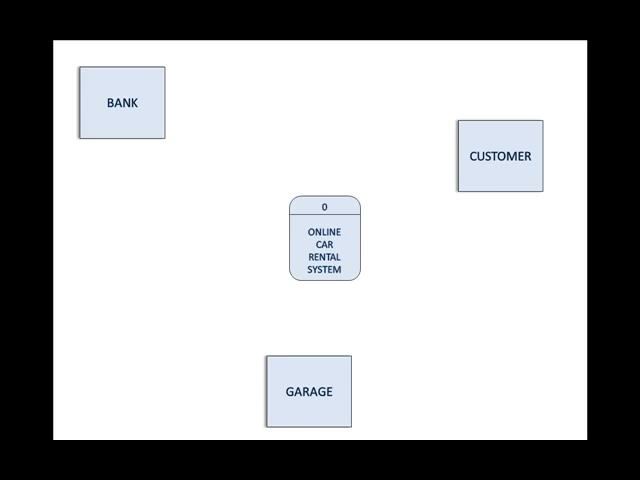 BANK
CUSTOMER
0
ONLINE
CAR
RENTAL
SYSTEM
GARAGE